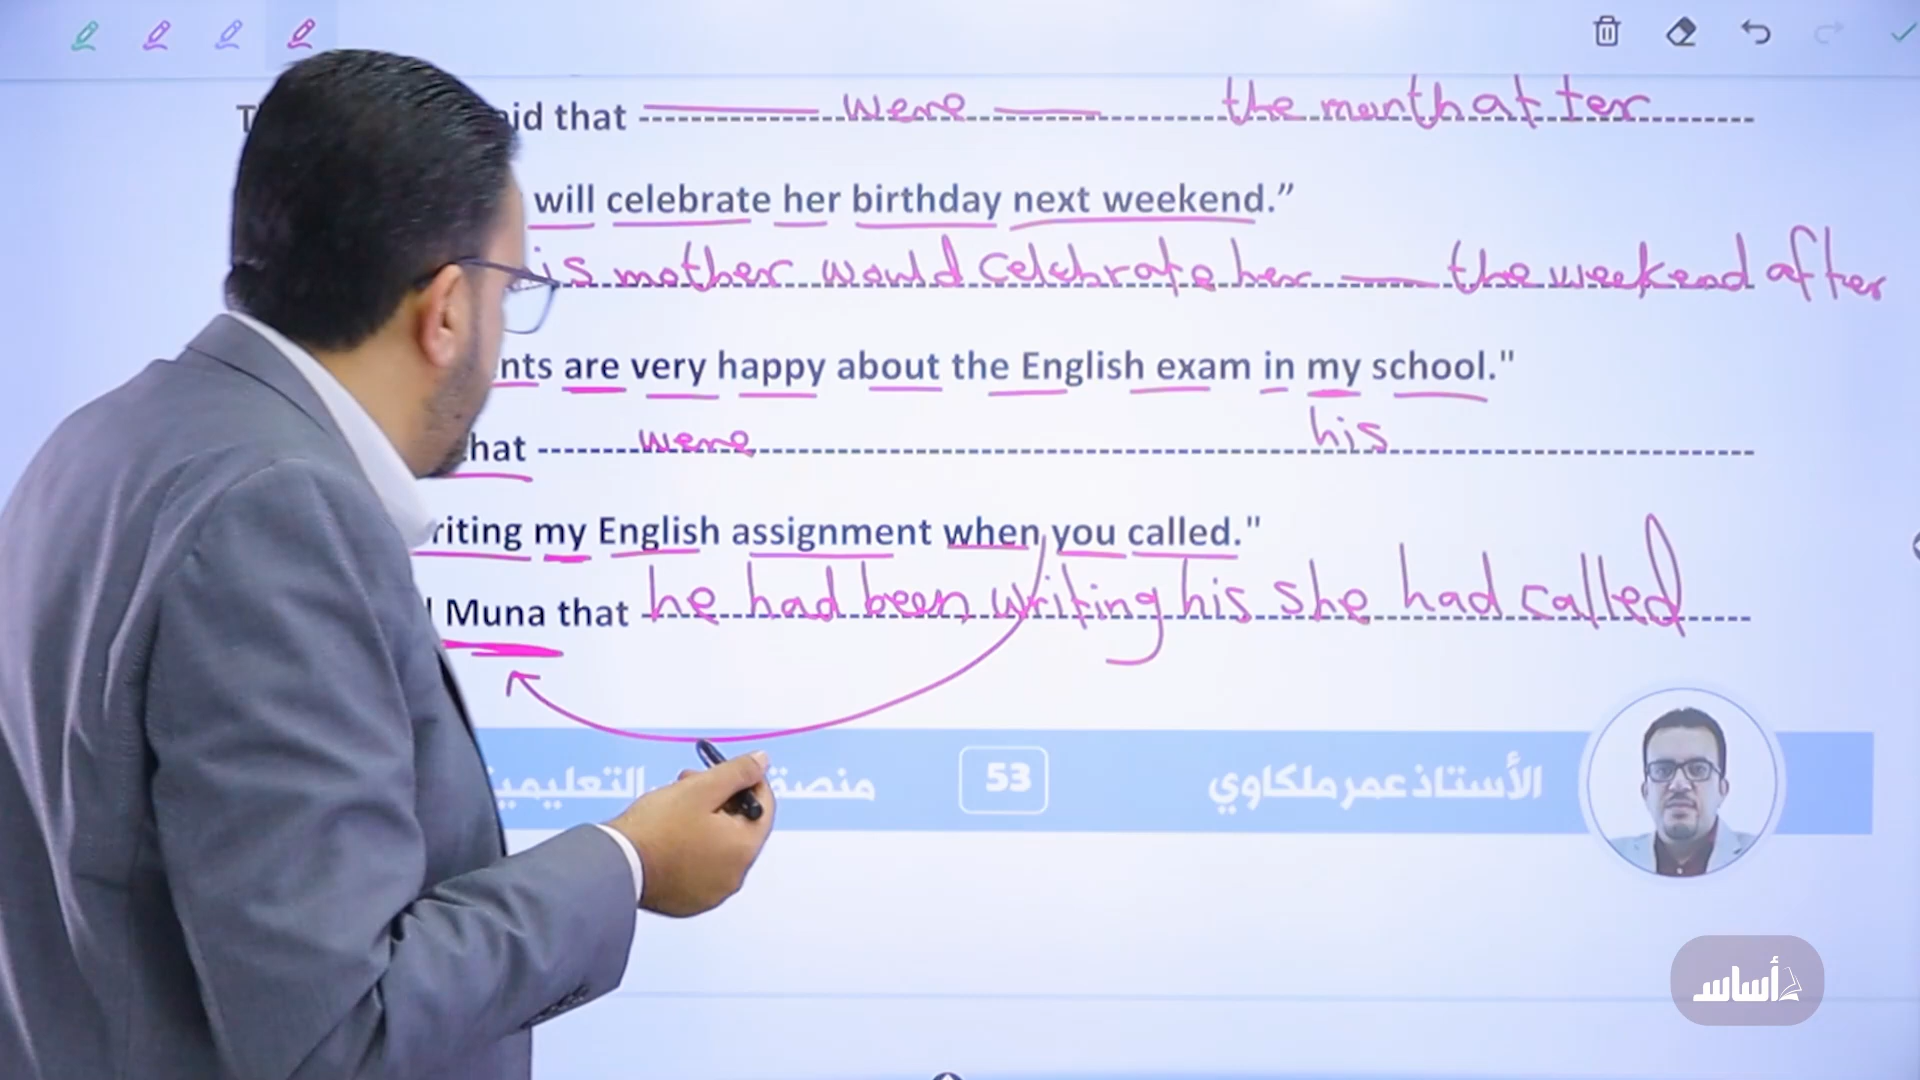 id that were the month after
will celebrate her birthday next weekend.”
is mother would celebrate her the weekend after
nts are very happy about the English exam in my school."
his
hat were
riting my English assignment when you called."
Muna that he had been writing his she had called
منصة التعليمية 53 الأستاذ عمر ملكاوي
أساس